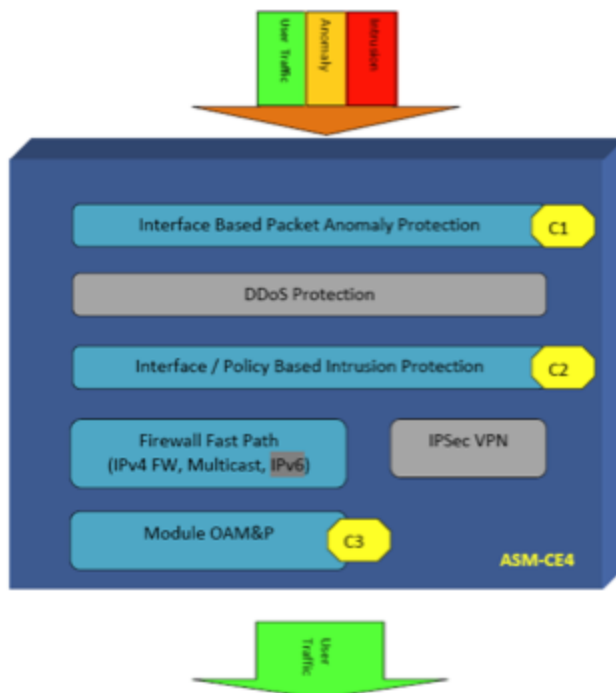 User Traffic
Anomaly
Intrusion
Interface Based Packet Anomaly Protection
C1
DDoS Protection
Interface / Policy Based Intrusion Protection
C2
Firewall Fast Path
(IPv4 FW, Multicast, IPv6)
IPSec VPN
Module OAM&P
C3
ASM-CE4
User
Traffic